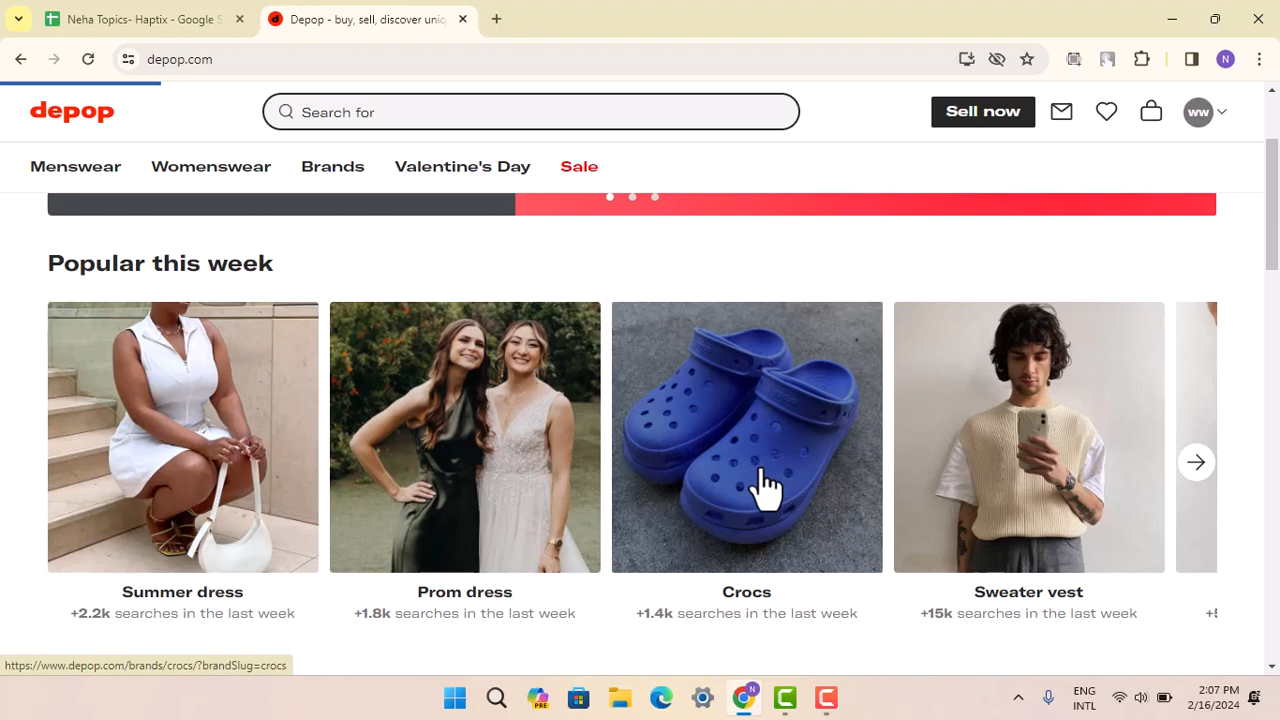 Neha Topics- Haptix - Google S
Depop - buy, sell, discover uniq
depop.com
N
depop
Search for
Sell now
ww
Menswear
Womenswear
Brands
Valentine's Day
Sale
Popular this week
Summer dress
+2.2k searches in the last week
Prom dress
+1.8k searches in the last week
Crocs
+1.4k searches in the last week
Sweater vest
+15k searches in the last week
https://www.depop.com/brands/crocs/?brandSlug=crocs
PRE
N
ENG
INTL
2:07 PM
2/16/2024